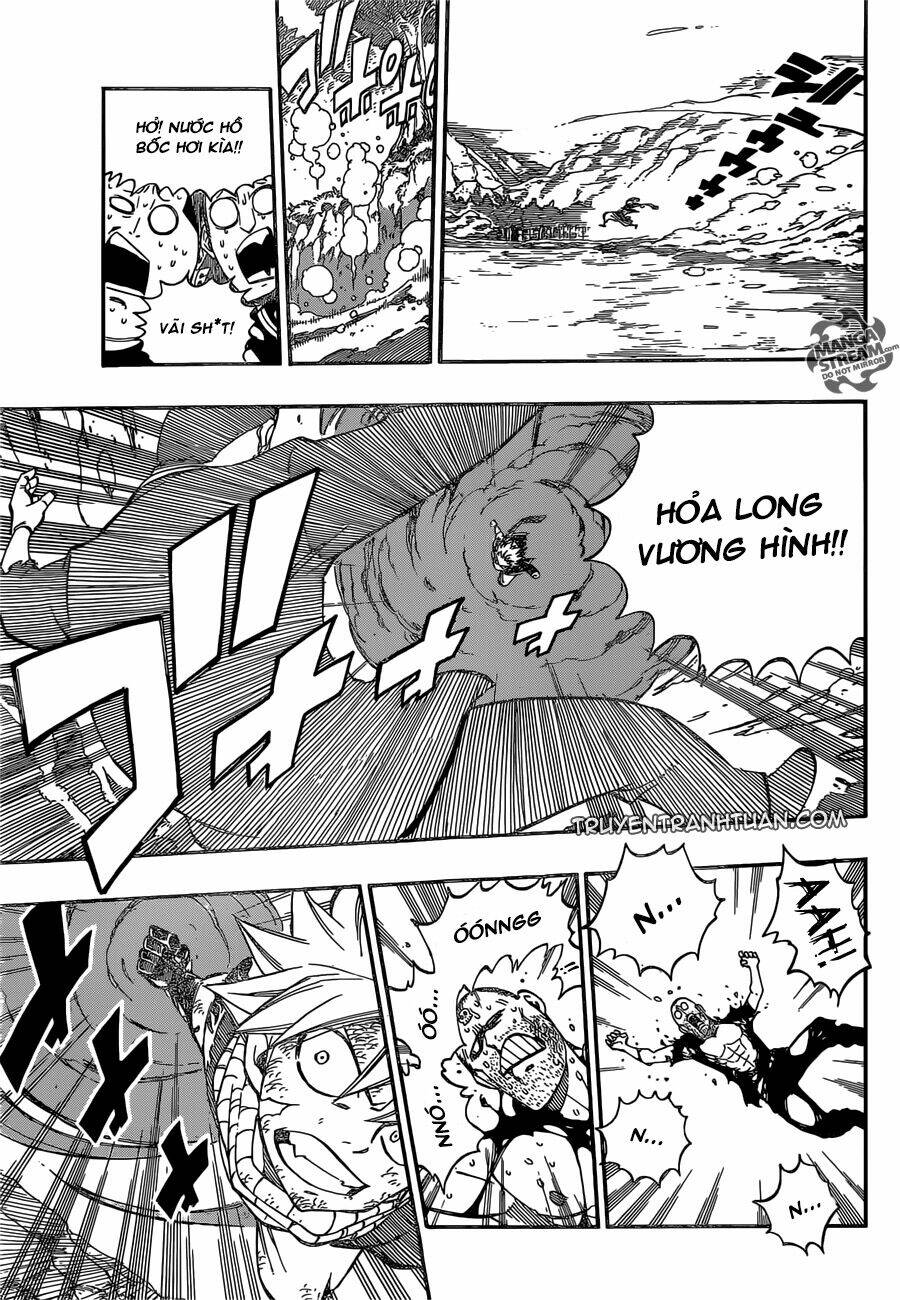 MANGA
STREAM.com
DO NOT MIRROR
HỞ! NƯỚC HỒ
BỐC HƠI KÌA!!
VÃI SH*T!
HỎA LONG
VƯƠNG HÌNH!!
TRUYENTRANHTUAN.COM
AAH!
N...
N...
N...
ÓÓNNGG
ÓÓ...
NNÓ...